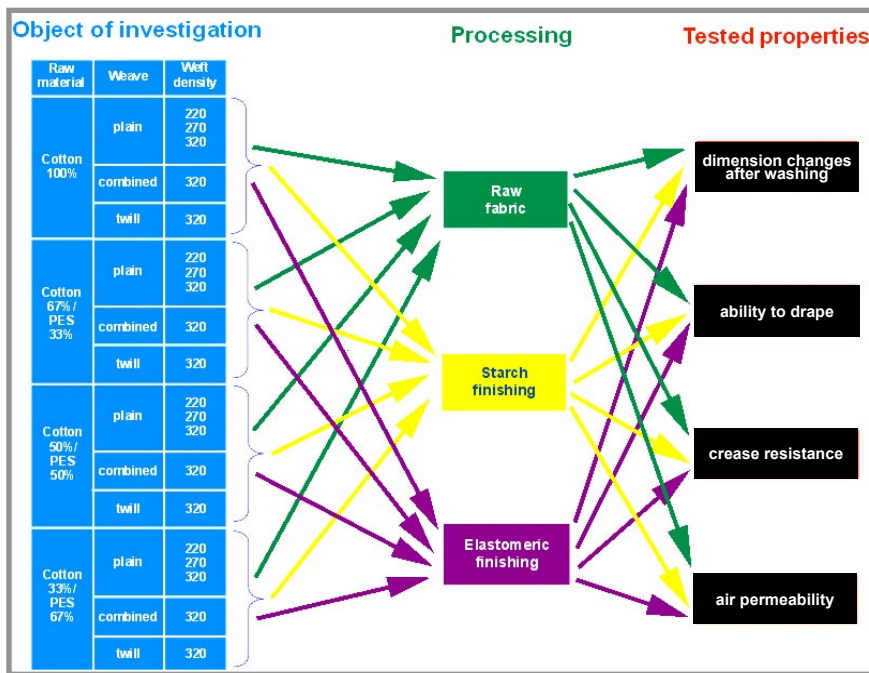 Object of investigation
Processing
Tested properties
Raw
material
Weave
Weft
density
Cotton
100%
plain
220
270
320
combined
320
twill
320
Cotton
67%/
PES
33%
plain
220
270
320
combined
320
twill
320
Cotton
50%/
PES
50%
plain
220
270
320
combined
320
twill
320
Cotton
33%/
PES
67%
plain
220
270
320
combined
320
twill
320
Raw
fabric
Starch
finishing
Elastomeric
finishing
dimension changes
after washing
ability to drape
crease resistance
air permeability